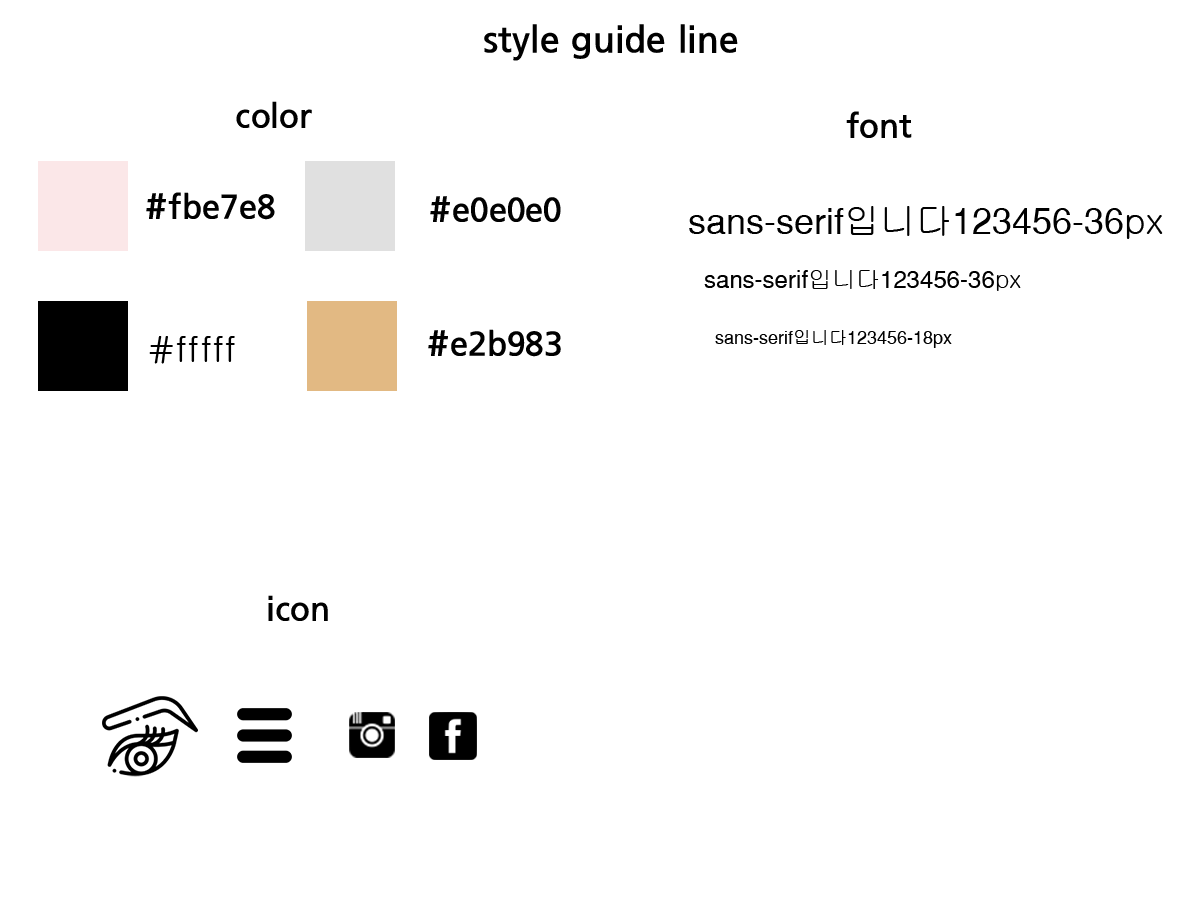 style guide line
color
#fbe7e8
#e0e0e0
#fffff
#e2b983
font
sans-serif입니다123456-36px
sans-serif입니다123456-36px
sans-serif입니다123456-18px
icon